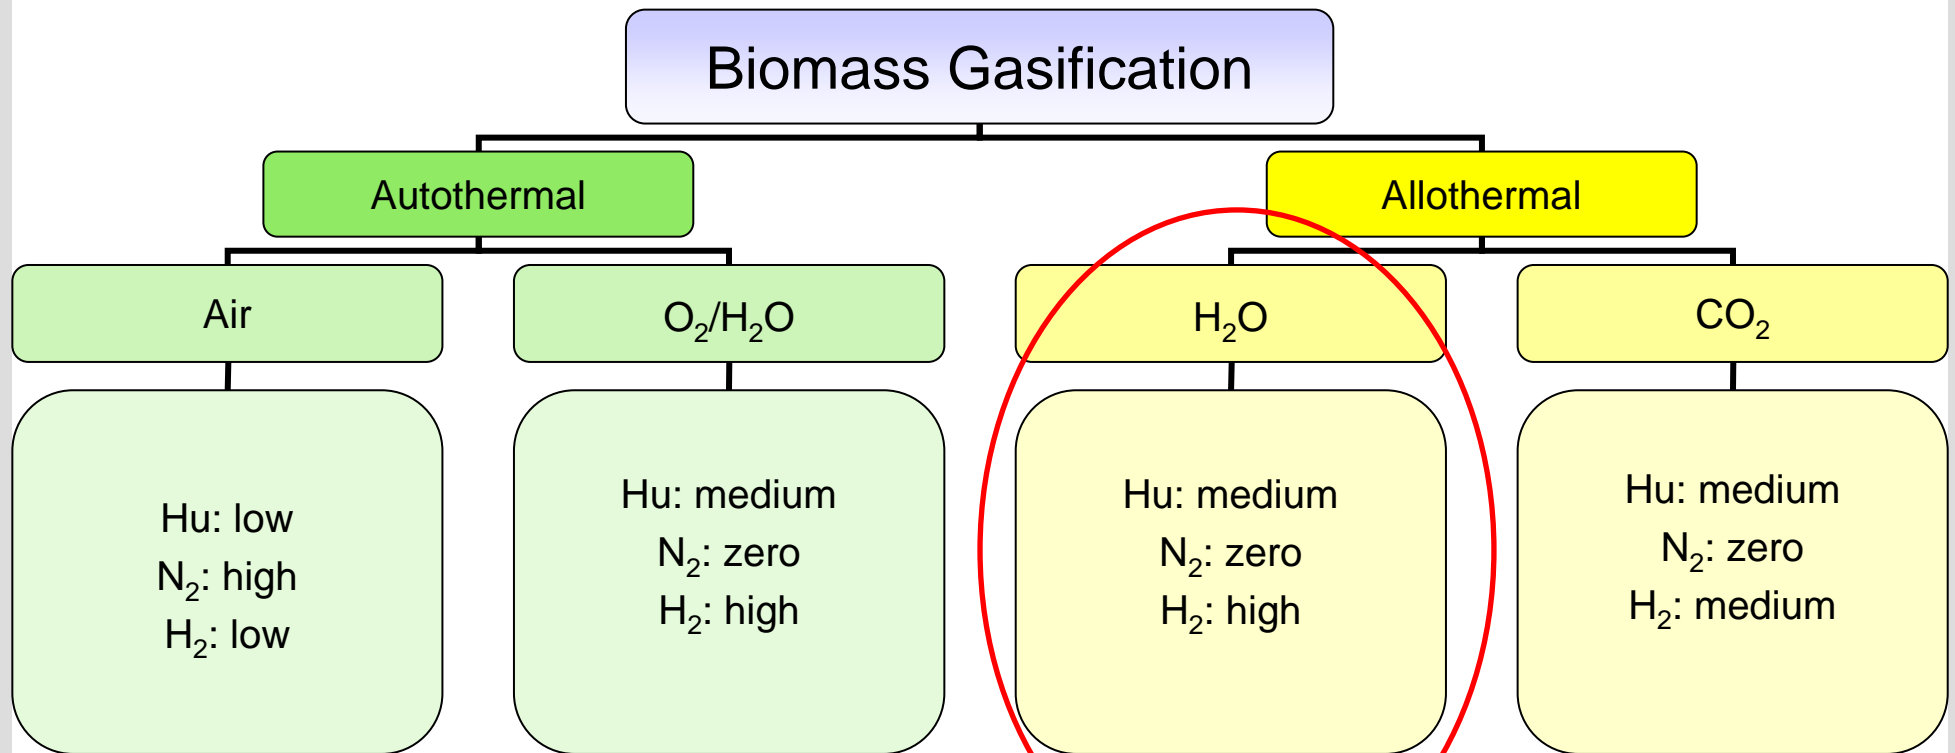 Biomass Gasification
Autothermal
Allothermal
Air
O₂/H₂O
H₂O
CO₂
Hu: low
N₂: high
H₂: low
Hu: medium
N₂: zero
H₂: high
Hu: medium
N₂: zero
H₂: high
Hu: medium
N₂: zero
H₂: medium